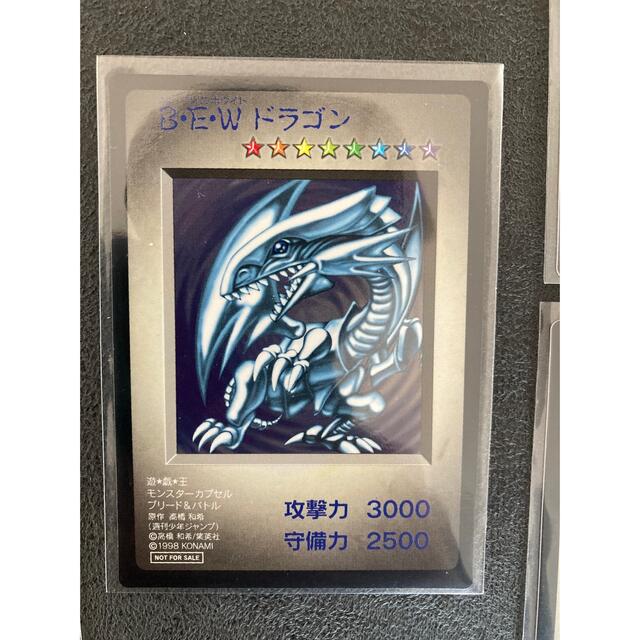 B・E・W ドラゴン
遊★戯★王
モンスターカプセル
ブリード&バトル
原作 高橋 和希
(週刊少年ジャンプ)
©高橋 和希/集英社
©1998 KONAMI
NOT FOR SALE
攻撃力 3000
守備力 2500